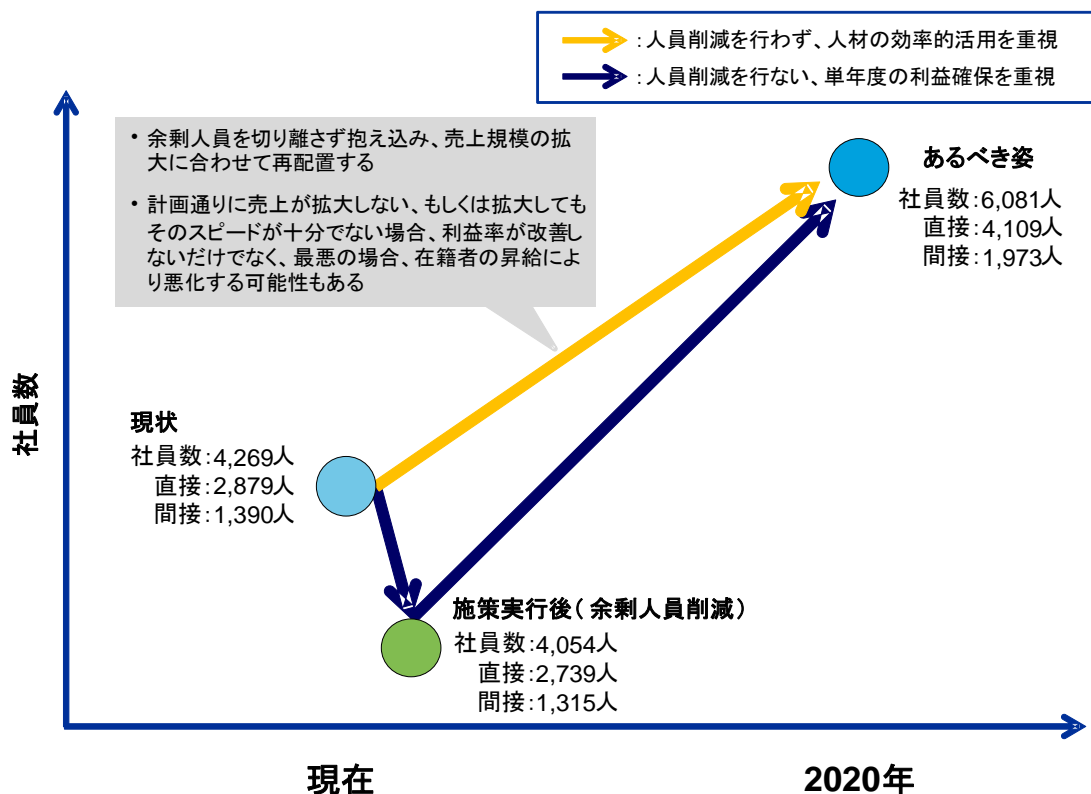 ：人員削減を行わず、人材の効率的活用を重視
：人員削減を行ない、単年度の利益確保を重視
• 余剰人員を切り離さず抱え込み、売上規模の拡
大に合わせて再配置する
• 計画通りに売上が拡大しない、もしくは拡大しても
そのスピードが十分でない場合、利益率が改善し
ないだけでなく、最悪の場合、在籍者の昇給によ
り悪化する可能性もある
あるべき姿
社員数：6,081人
直接：4,109人
間接：1,973人
社員数
現状
社員数：4,269人
直接：2,879人
間接：1,390人
施策実行後（余剰人員削減）
社員数：4,054人
直接：2,739人
間接：1,315人
現在
2020年